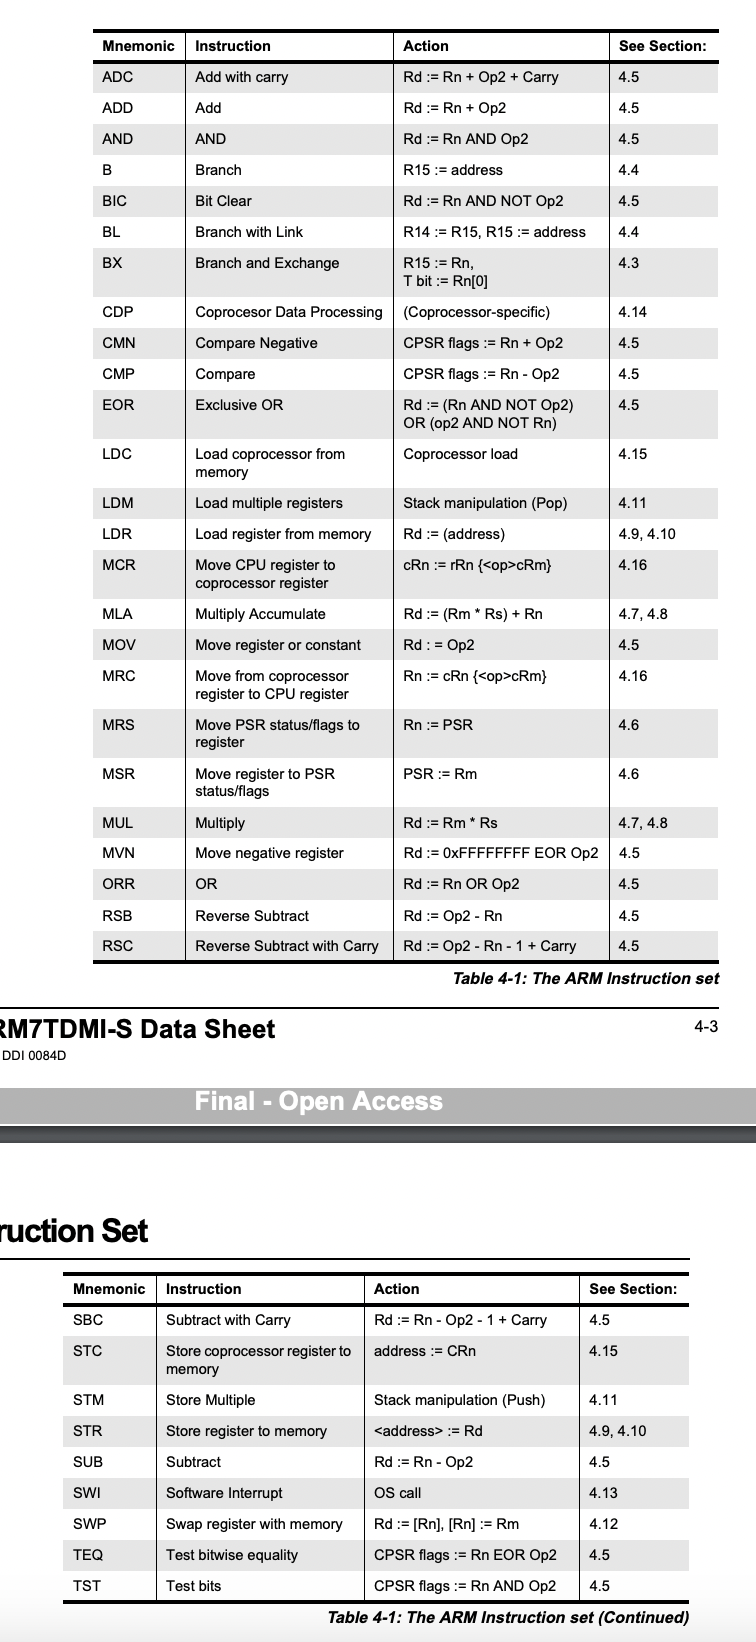 Mnemonic Instruction Action See Section:
ADC Add with carry Rd := Rn + Op2 + Carry 4.5
ADD Add Rd := Rn + Op2 4.5
AND AND Rd := Rn AND Op2 4.5
B Branch R15 := address 4.4
BIC Bit Clear Rd := Rn AND NOT Op2 4.5
BL Branch with Link R14 := R15, R15 := address 4.4
BX Branch and Exchange R15 := Rn, 4.3
T bit := Rn[0]
CDP Coprocesor Data Processing (Coprocessor-specific) 4.14
CMN Compare Negative CPSR flags := Rn + Op2 4.5
CMP Compare CPSR flags := Rn - Op2 4.5
EOR Exclusive OR Rd := (Rn AND NOT Op2) 4.5
OR (op2 AND NOT Rn)
LDC Load coprocessor from Coprocessor load 4.15
memory
LDM Load multiple registers Stack manipulation (Pop) 4.11
LDR Load register from memory Rd := (address) 4.9, 4.10
MCR Move CPU register to cRn := rRn {<op>cRm} 4.16
coprocessor register
MLA Multiply Accumulate Rd := (Rm * Rs) + Rn 4.7, 4.8
MOV Move register or constant Rd : = Op2 4.5
MRC Move from coprocessor Rn := cRn {<op>cRm} 4.16
register to CPU register
MRS Move PSR status/flags to Rn := PSR 4.6
register
MSR Move register to PSR PSR := Rm 4.6
status/flags
MUL Multiply Rd := Rm * Rs 4.7, 4.8
MVN Move negative register Rd := 0xFFFFFFFF EOR Op2 4.5
ORR OR Rd := Rn OR Op2 4.5
RSB Reverse Subtract Rd := Op2 - Rn 4.5
RSC Reverse Subtract with Carry Rd := Op2 - Rn - 1 + Carry 4.5
Table 4-1: The ARM Instruction set
RM7TDMI-S Data Sheet 4-3
DDI 0084D
Final - Open Access
ruction Set
Mnemonic Instruction Action See Section:
SBC Subtract with Carry Rd := Rn - Op2 - 1 + Carry 4.5
STC Store coprocessor register to address := CRn 4.15
memory
STM Store Multiple Stack manipulation (Push) 4.11
STR Store register to memory <address> := Rd 4.9, 4.10
SUB Subtract Rd := Rn - Op2 4.5
SWI Software Interrupt OS call 4.13
SWP Swap register with memory Rd := [Rn], [Rn] := Rm 4.12
TEQ Test bitwise equality CPSR flags := Rn EOR Op2 4.5
TST Test bits CPSR flags := Rn AND Op2 4.5
Table 4-1: The ARM Instruction set (Continued)